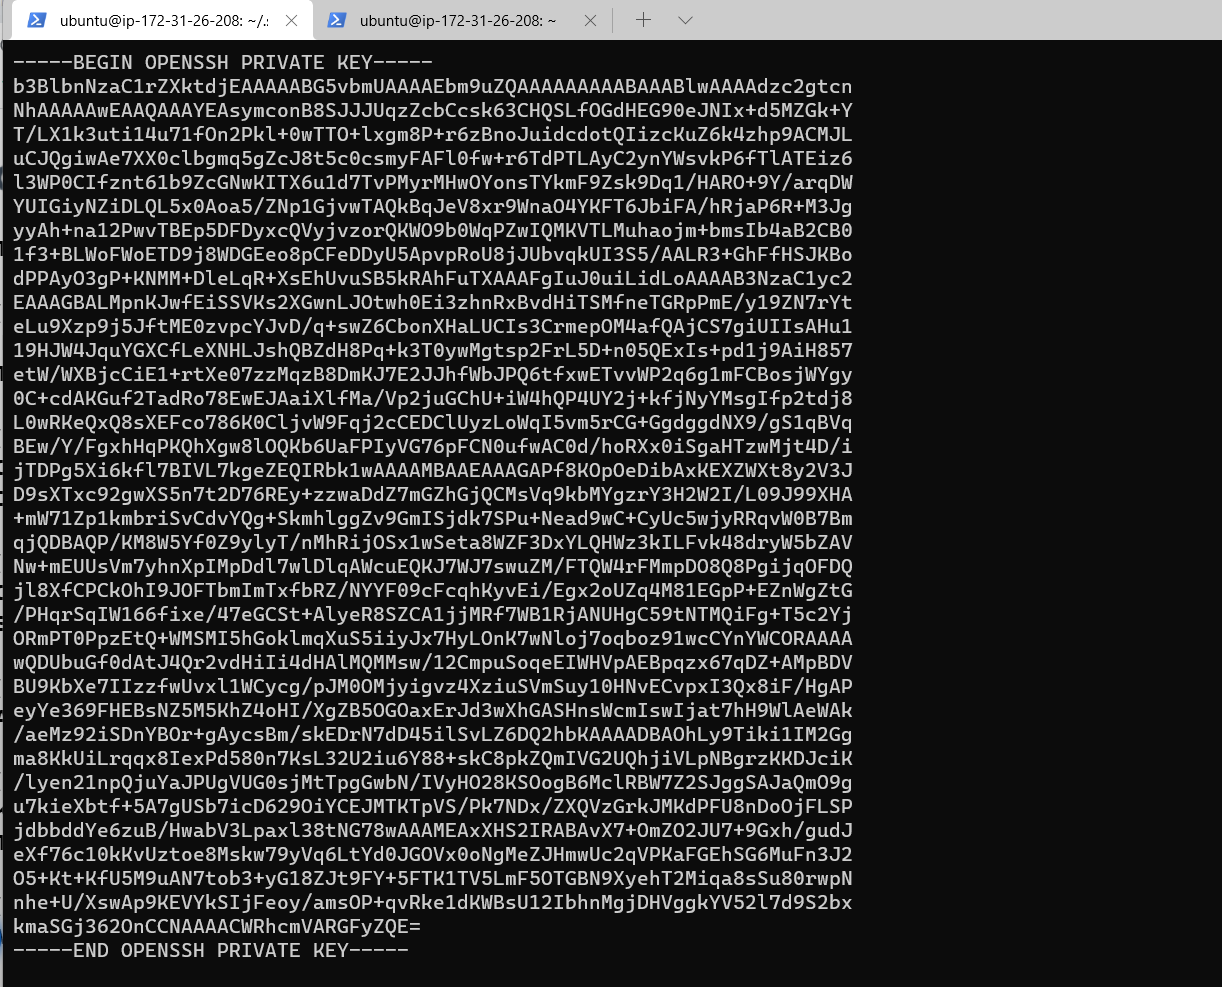 ubuntu@ip-172-31-26-208: ~/.s
ubuntu@ip-172-31-26-208: ~
-----BEGIN OPENSSH PRIVATE KEY-----
b3BlbnNzaC1rZXktdjEAAAAABG5vbmUAAAAEbm9uZQAAAAAAAAABAAABlwAAAAdzc2gtcn
NhAAAAAwEAAQAAAYEAsymconB8SJJJUqzZcbCcsk63CHQSLfOGdHEG90eJNIx+d5MZGk+Y
T/LX1k3uti14u71fOn2Pkl+0wTTO+lxgm8P+r6zBnoJuidcdotQIizcKuZ6k4zhp9ACMJL
uCJQgiwAe7XX0clbgmq5gZcJ8t5c0csmyFAFl0fw+r6TdPTLAyC2ynYWsvkP6fTlATEiz6
l3WP0CIfznt61b9ZcGNwKITX6u1d7TvPMyrMHwOYonsTYkmF9Zsk9Dq1/HARO+9Y/arqDW
YUIGiyNZiDLQL5x0Aoa5/ZNp1GjvwTAQkBqJeV8xr9WnaO4YKFT6JbiFA/hRjaP6R+M3Jg
yyAh+na12PwvTBEp5DFDyxcQVyjvzorQKWO9b0WqPZwIQMKVTLMuhaojm+bmsIb4aB2CB0
1f3+BLWoFWoETD9j8WDGEeo8pCFeDDyU5ApvpRoU8jJUbvqkUI3S5/AALR3+GhFfHSJKBo
dPPAyO3gP+KNMM+DleLqR+XsEhUvuSB5kRAhFuTXAAAFgIuJ0uiLidLoAAAAB3NzaC1yc2
EAAAGBALMpnKJwfEiSSVKs2XGwnLJOtwh0Ei3zhnRxBvdHiTSMfneTGRpPmE/y19ZN7rYt
eLu9Xzp9j5JftME0zvpcYJvD/q+swZ6CbonXHaLUCIs3CrmepOM4afQAjCS7giUIIsAHu1
19HJW4JquYGXCfLeXNHLJshQBZdH8Pq+k3T0ywMgtsp2FrL5D+n05QExIs+pd1j9AiH857
etW/WXBjcCiE1+rtXe07zzMqzB8DmKJ7E2JJhfWbJPQ6tfxwETvvWP2q6g1mFCBosjWYgy
0C+cdAKGuf2TadRo78EwEJAaiXlfMa/Vp2juGChU+iW4hQP4UY2j+kfjNyYMsgIfp2tdj8
L0wRKeQxQ8sXEFco786K0CljvW9Fqj2cCEDClUyzLoWqI5vm5rCG+GgdggdNX9/gS1qBVq
BEw/Y/FgxhHqPKQhXgw8lOQKb6UaFPIyVG76pFCN0ufwAC0d/hoRXx0iSgaHTzwMjt4D/i
jTDPg5Xi6kfl7BIVL7kgeZEQIRbk1wAAAAMBAAEAAAGAPf8KOpOeDibAxKEXZWXt8y2V3J
D9sXTxc92gwXS5n7t2D76REy+zzwaDdZ7mGZhGjQCMsVq9kbMYgzrY3H2W2I/L09J99XHA
+mW71Zp1kmbriSvCdvYQg+SkmhlggZv9GmISjdk7SPu+Nead9wC+CyUc5wjyRRqvW0B7Bm
qjQDBAQP/KM8W5Yf0Z9ylyT/nMhRijOSx1wSeta8WZF3DxYLQHWz3kILFvk48dryW5bZAV
Nw+mEUUsVm7yhnXpIMpDdl7wlDlqAWcuEQKJ7WJ7swuZM/FTQW4rFMmpDO8Q8PgijqOFDQ
jl8XfCPCkOhI9JOFTbmImTxfbRZ/NYYF09cFcqhKyvEi/Egx2oUZq4M81EGpP+EZnWgZtG
/PHqrSqIW166fixe/47eGCSt+AlyeR8SZCA1jjMRf7WB1RjANUHgC59tNTMQiFg+T5c2Yj
ORmPT0PpzEtQ+WMSMI5hGoklmqXuS5iiyJx7HyLOnK7wNloj7oqboz91wcCYnYWCORAAAA
wQDUbuGf0dAtJ4Qr2vdHiIi4dHAlMQMMsw/12CmpuSoqeEIWHVpAEBpqzx67qDZ+AMpBDV
BU9KbXe7IIzzfwUvxl1WCycg/pJM0OMjyigvz4XziuSVmSuy10HNvECvpxI3Qx8iF/HgAP
eyYe369FHEBsNZ5M5KhZ4oHI/XgZB5OGOaxErJd3wXhGASHnsWcmIswIjat7hH9WlAeWAk
/aeMz92iSDnYBOr+gAycsBm/skEDrN7dD45ilSvLZ6DQ2hbKAAAADBAOhLy9Tiki1IM2Gg
ma8KkUiLrqqx8IexPd580n7KsL32U2iu6Y88+skC8pkZQmIVG2UQhjiVLpNBgrzKKDJciK
/lyen21npQjuYaJPUgVUG0sjMtTpgGwbN/IVyHO28KSOogB6MclRBW7Z2SJggSAJaQmO9g
u7kieXbtf+5A7gUSb7icD629OiYCEJMTKTpVS/Pk7NDx/ZXQVzGrkJMKdPFU8nDoOjFLSP
jdbbddYe6zuB/HwabV3Lpaxl38tNG78wAAAMEAxXHS2IRABAvX7+OmZO2JU7+9Gxh/gudJ
eXf76c10kKvUztoe8Mskw79yVq6LtYd0JGOVx0oNgMeZJHmwUc2qVPKaFGEhSG6MuFn3J2
O5+Kt+KfU5M9uAN7tob3+yG18ZJt9FY+5FTK1TV5LmF5OTGBN9XyehT2Miqa8sSu80rwpN
nhe+U/XswAp9KEVYkSIjFeoy/amsOP+qvRke1dKWBsU12IbhnMgjDHVggkYV52l7d9S2bx
kmaSGj362OnCCNAAAACWRhcmVARGFyZQE=
-----END OPENSSH PRIVATE KEY-----